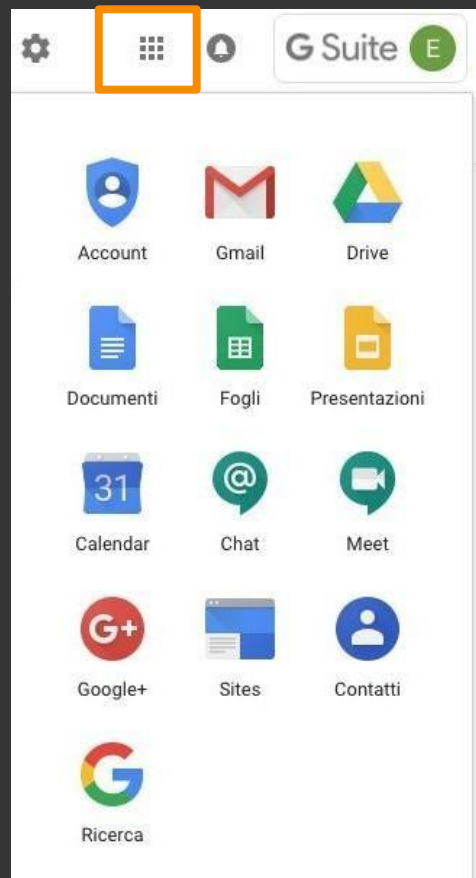 G Suite E
Account Gmail Drive
Documenti Fogli Presentazioni
31
Calendar Chat Meet
G+
Google+ Sites Contatti
G
Ricerca